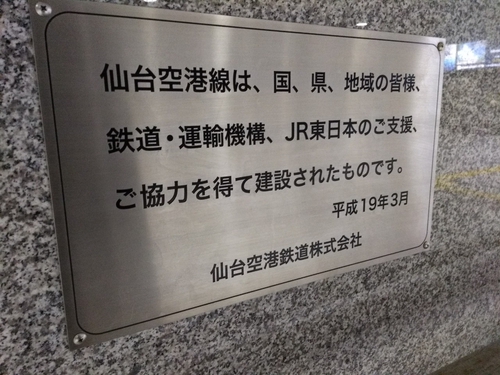 仙台空港線は、国、県、地域の皆様、
鉄道・運輸機構、JR東日本のご支援、
ご協力を得て建設されたものです。
平成19年3月
仙台空港鉄道株式会社